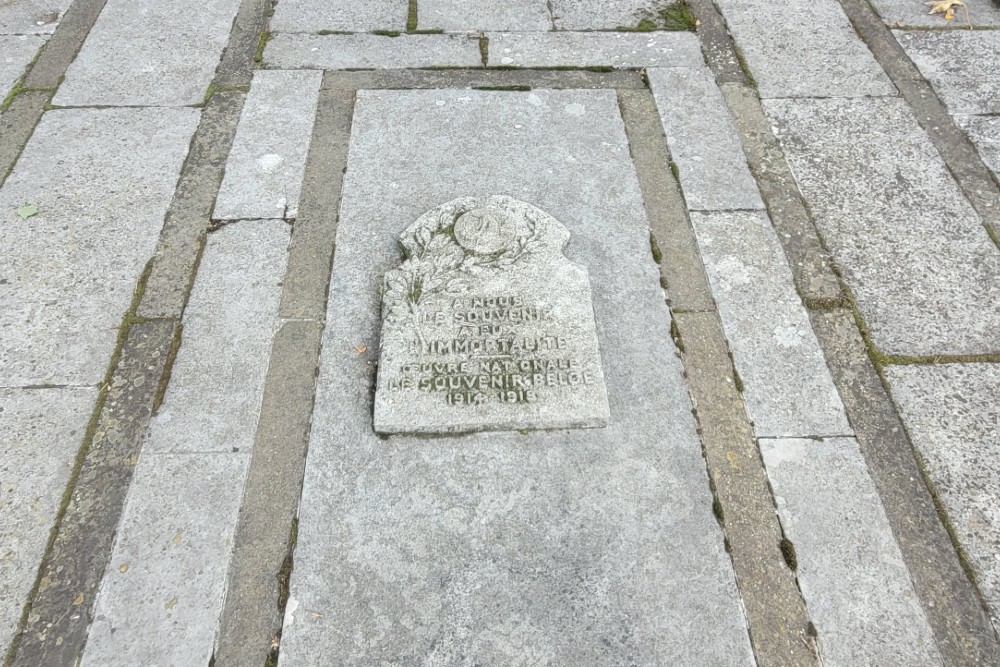 A NOUS
LE SOUVENIR
A EUX
L'IMMORTALITE
ŒUVRE NATIONALE
LE SOUVENIR BELGE
1914 1918